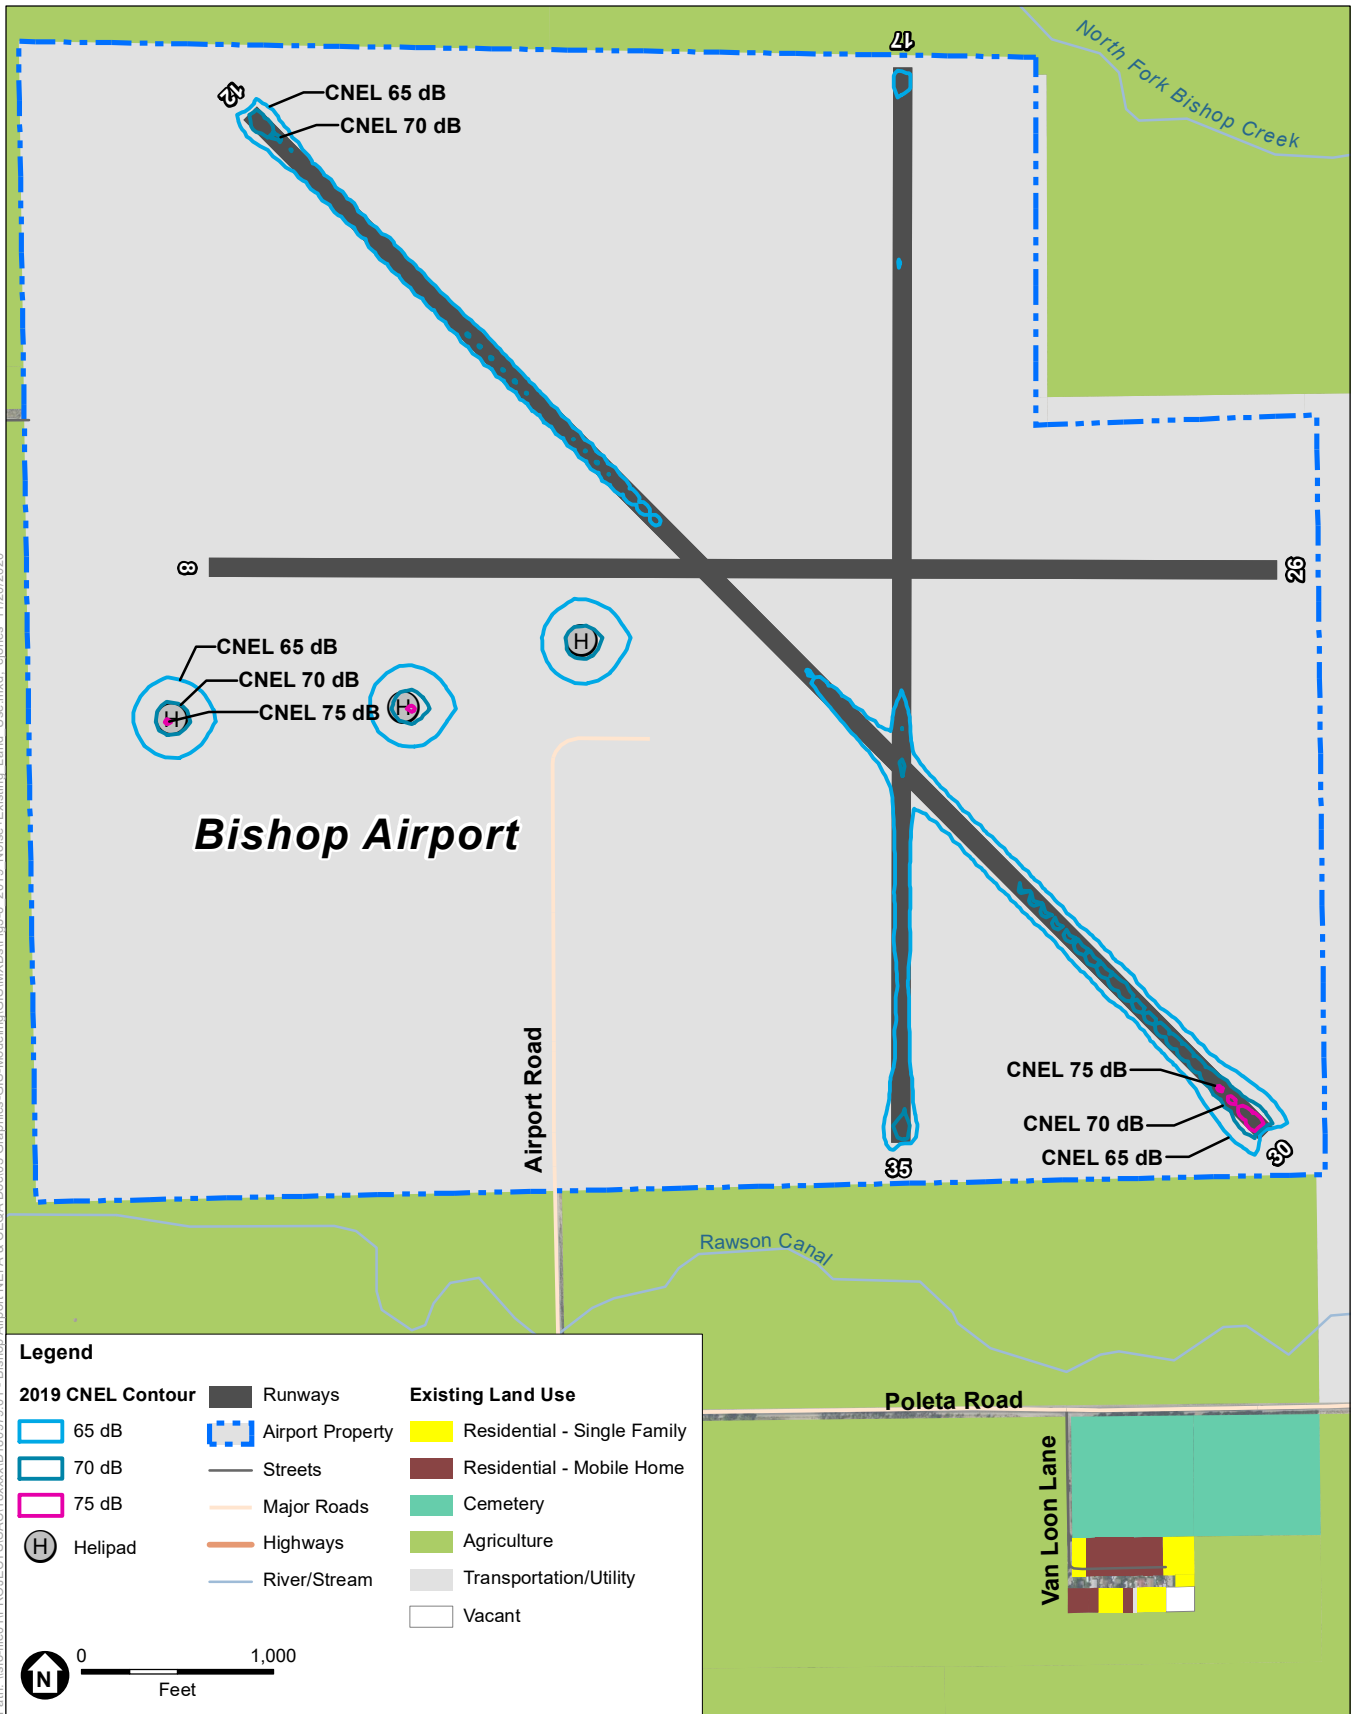 North Fork Bishop Creek
17
12
CNEL 65 dB
CNEL 70 dB
8
26
CNEL 65 dB
CNEL 70 dB
CNEL 75 dB
H
H
H
Bishop Airport
Airport Road
CNEL 75 dB
CNEL 70 dB
CNEL 65 dB
30
35
Rawson Canal
Poleta Road
Van Loon Lane
Legend
2019 CNEL Contour
65 dB
70 dB
75 dB
H Helipad
Runways
Airport Property
Streets
Major Roads
Highways
River/Stream
Existing Land Use
Residential - Single Family
Residential - Mobile Home
Cemetery
Agriculture
Transportation/Utility
Vacant
N
0 1,000
Feet